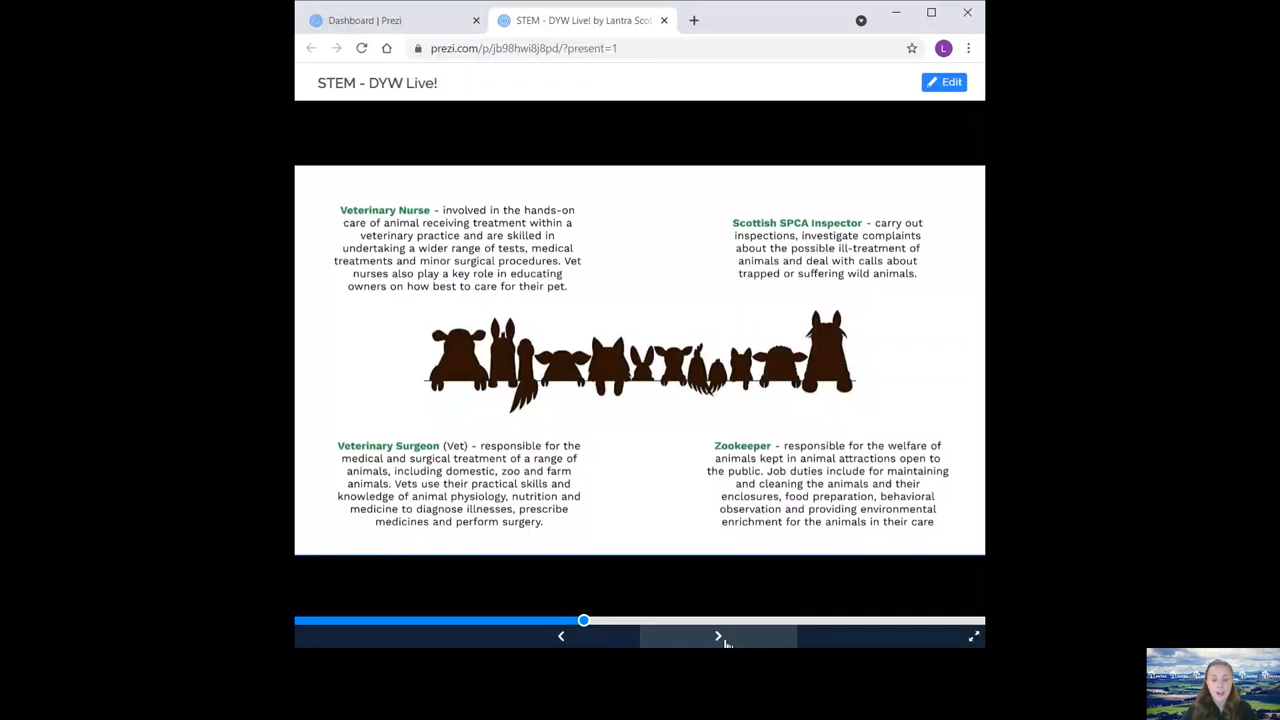 Dashboard | Prezi
STEM - DYW Live! by Lantra Scot
prezi.com/p/jb98hwi8j8pd/?present=1
L
STEM - DYW Live!
Edit
Veterinary Nurse - involved in the hands-on
care of animal receiving treatment within a
veterinary practice and are skilled in
undertaking a wider range of tests, medical
treatments and minor surgical procedures. Vet
nurses also play a key role in educating
owners on how best to care for their pet.
Scottish SPCA Inspector - carry out
inspections, investigate complaints
about the possible ill-treatment of
animals and deal with calls about
trapped or suffering wild animals.
Veterinary Surgeon (Vet) - responsible for the
medical and surgical treatment of a range of
animals, including domestic, zoo and farm
animals. Vets use their practical skills and
knowledge of animal physiology, nutrition and
medicine to diagnose illnesses, prescribe
medicines and perform surgery.
Zookeeper - responsible for the welfare of
animals kept in animal attractions open to
the public. Job duties include for maintaining
and cleaning the animals and their
enclosures, food preparation, behavioral
observation and providing environmental
enrichment for the animals in their care